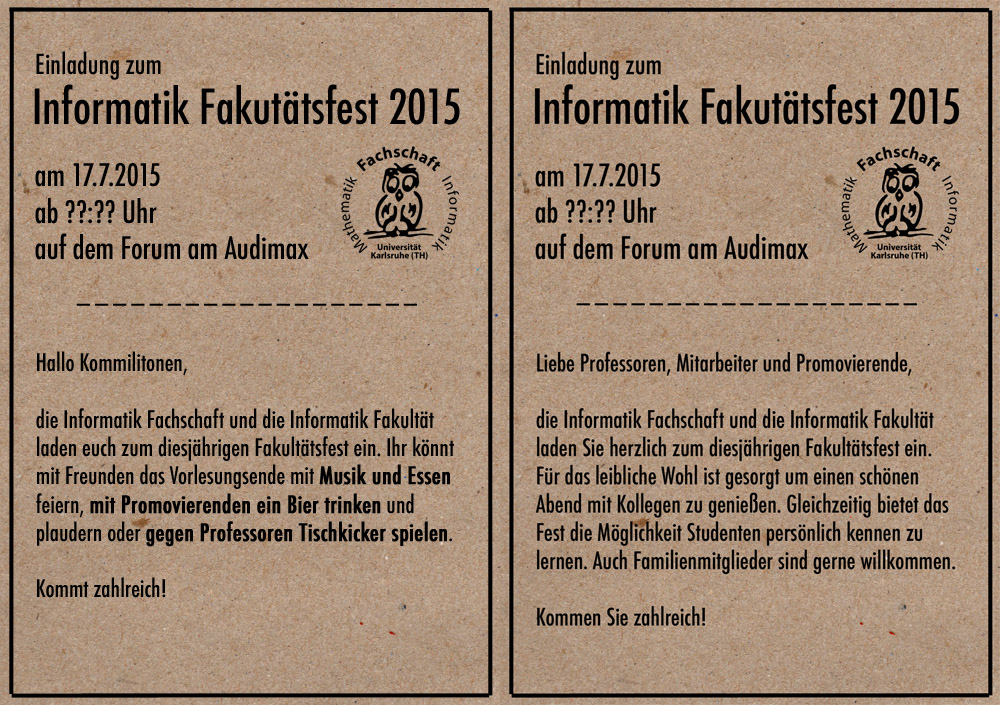 Einladung zum
Informatik Fakutätsfest 2015
am 17.7.2015
ab ??:?? Uhr
auf dem Forum am Audimax
Mathematik Fachschaft Informatik
Universität
Karlsruhe (TH)
Hallo Kommilitonen,
die Informatik Fachschaft und die Informatik Fakultät
laden euch zum diesjährigen Fakultätsfest ein. Ihr könnt
mit Freunden das Vorlesungsende mit Musik und Essen
feiern, mit Promovierenden ein Bier trinken und
plaudern oder gegen Professoren Tischkicker spielen.
Kommt zahlreich!
Einladung zum
Informatik Fakutätsfest 2015
am 17.7.2015
ab ??:?? Uhr
auf dem Forum am Audimax
Mathematik Fachschaft Informatik
Universität
Karlsruhe (TH)
Liebe Professoren, Mitarbeiter und Promovierende,
die Informatik Fachschaft und die Informatik Fakultät
laden Sie herzlich zum diesjährigen Fakultätsfest ein.
Für das leibliche Wohl ist gesorgt um einen schönen
Abend mit Kollegen zu genießen. Gleichzeitig bietet das
Fest die Möglichkeit Studenten persönlich kennen zu
lernen. Auch Familienmitglieder sind gerne willkommen.
Kommen Sie zahlreich!